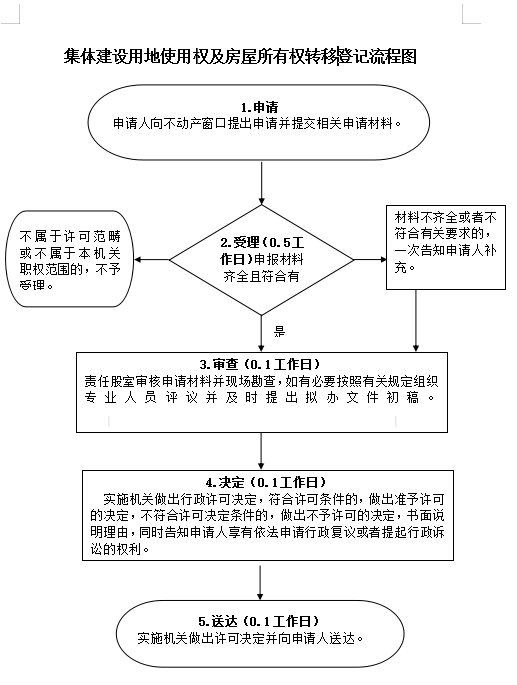 集体建设用地使用权及房屋所有权转移登记流程图
1.申请
申请人向不动产窗口提出申请并提交相关申请材料。
不属于许可范畴
或不属于本机关
职权范围的,不予
受理。
2.受理(0.5工
作日)申报材料
齐全且符合有
材料不齐全或者不
符合有关要求的,
一次告知申请人补
充。
是
3.审查(0.1工作日)
责任股室审核申请材料并现场勘查,如有必要按照有关规定组织
专业人员评议并及时提出拟办文件初稿。
4.决定(0.1工作日)
实施机关做出行政许可决定,符合许可条件的,做出准予许可
的决定,不符合许可决定条件的,做出不予许可的决定,书面说
明理由,同时告知申请人享有依法申请行政复议或者提起行政诉
讼的权利。
5.送达(0.1工作日)
实施机关做出许可决定并向申请人送达。